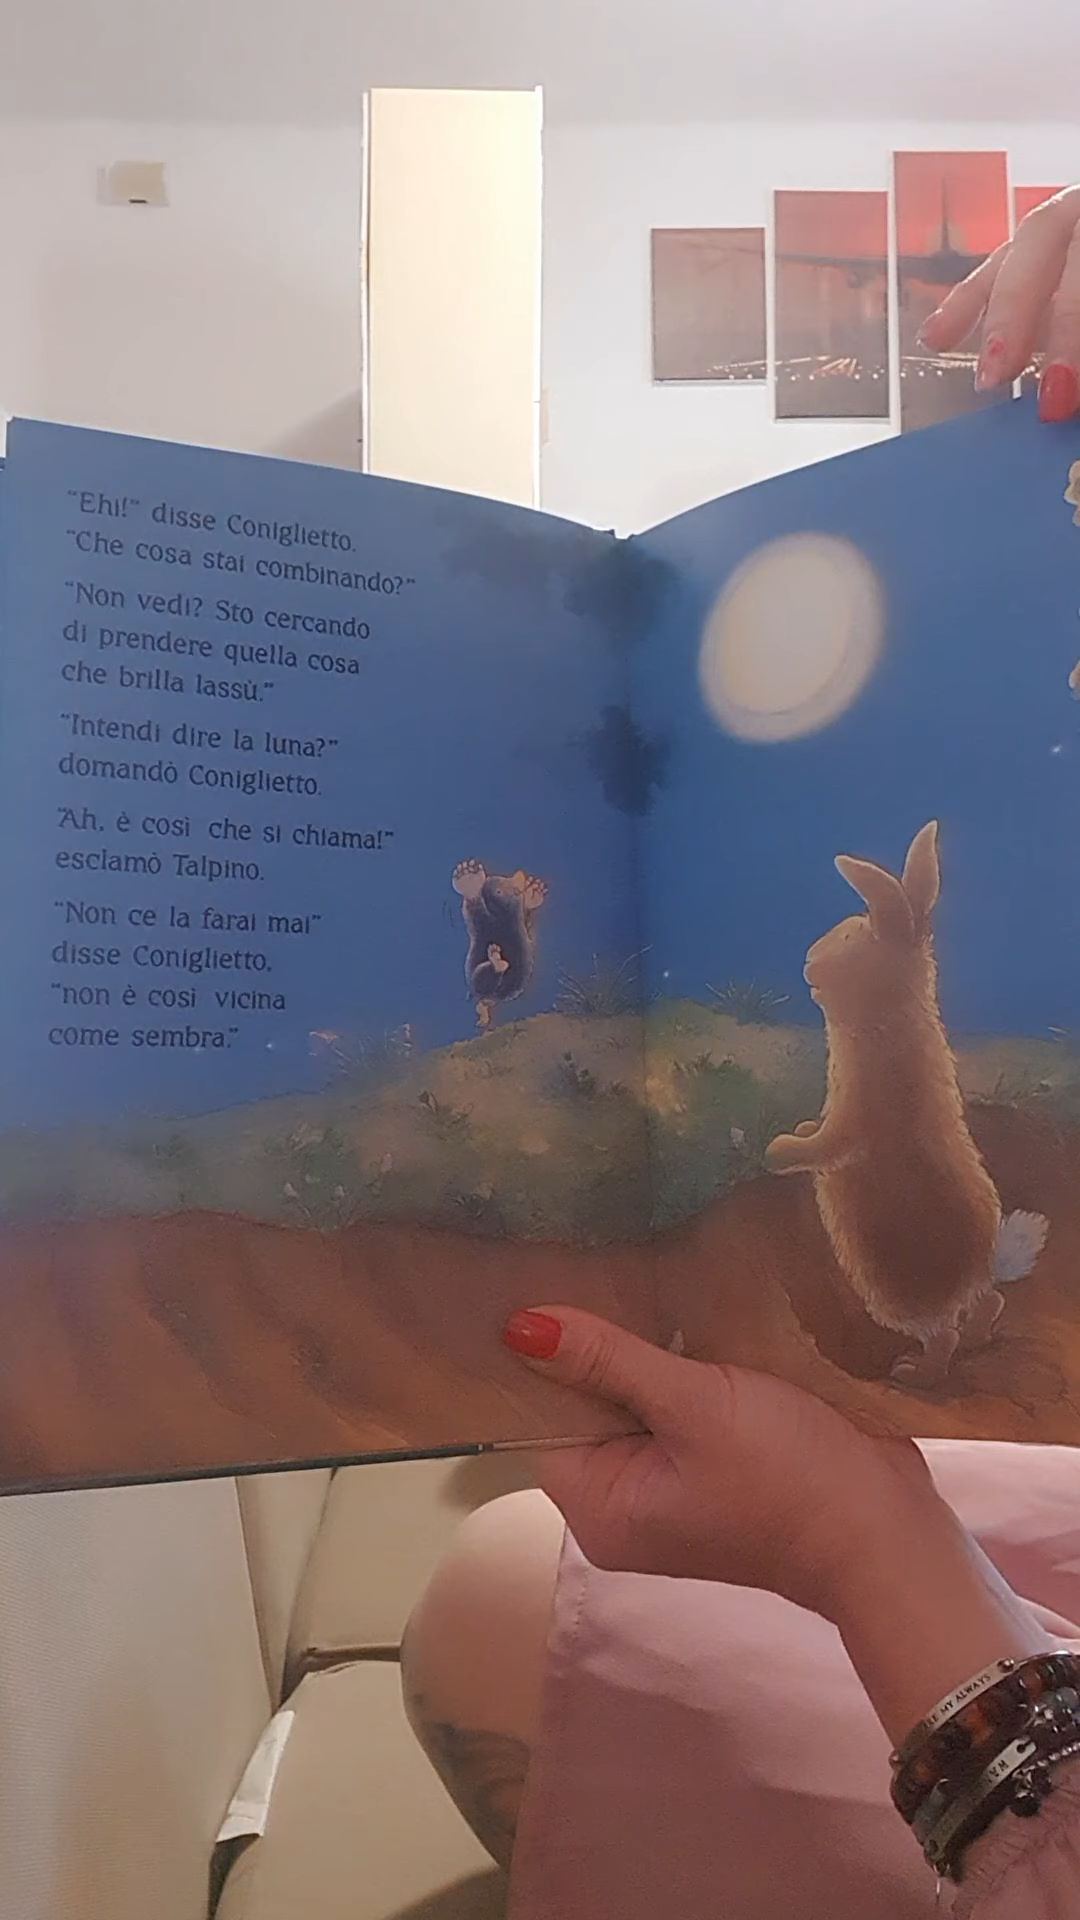 “Ehi!” disse Coniglietto.
“Che cosa stai combinando?”
“Non vedi? Sto cercando
di prendere quella cosa
che brilla lassù.”
“Intendi dire la luna?”
domandò Coniglietto.
“Ah, è così che si chiama!”
esclamò Talpino.
“Non ce la farai mai”
disse Coniglietto,
“non è così vicina
come sembra.”
MY ALWAYS